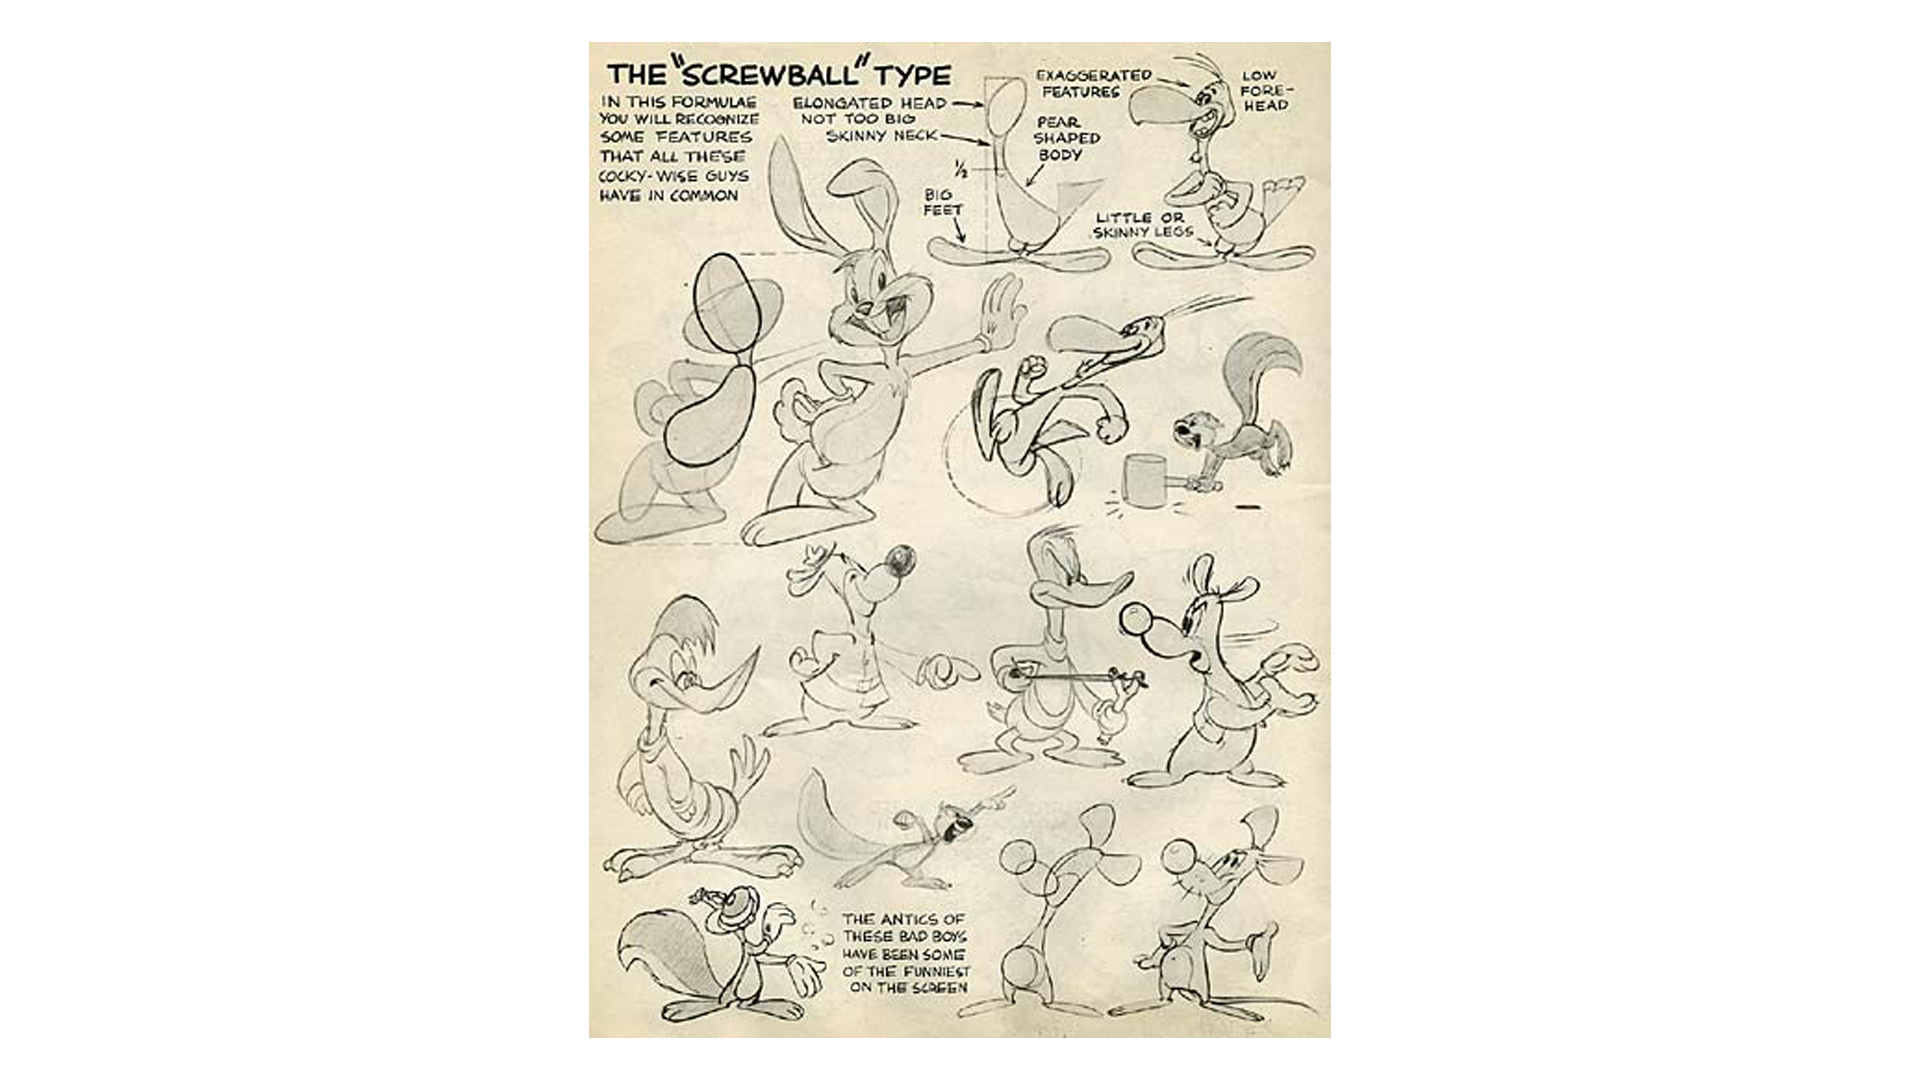 THE "SCREWBALL" TYPE
IN THIS FORMULAE
YOU WILL RECOGNIZE
SOME FEATURES
THAT ALL THESE
COCKY-WISE GUYS
HAVE IN COMMON
ELONGATED HEAD
NOT TOO BIG
SKINNY NECK
1/2
BIG
FEET
PEAR
SHAPED
BODY
EXAGGERATED
FEATURES
LOW
FORE-
HEAD
LITTLE OR
SKINNY LEGS
THE ANTICS OF
THESE BAD BOYS
HAVE BEEN SOME
OF THE FUNNIEST
ON THE SCREEN